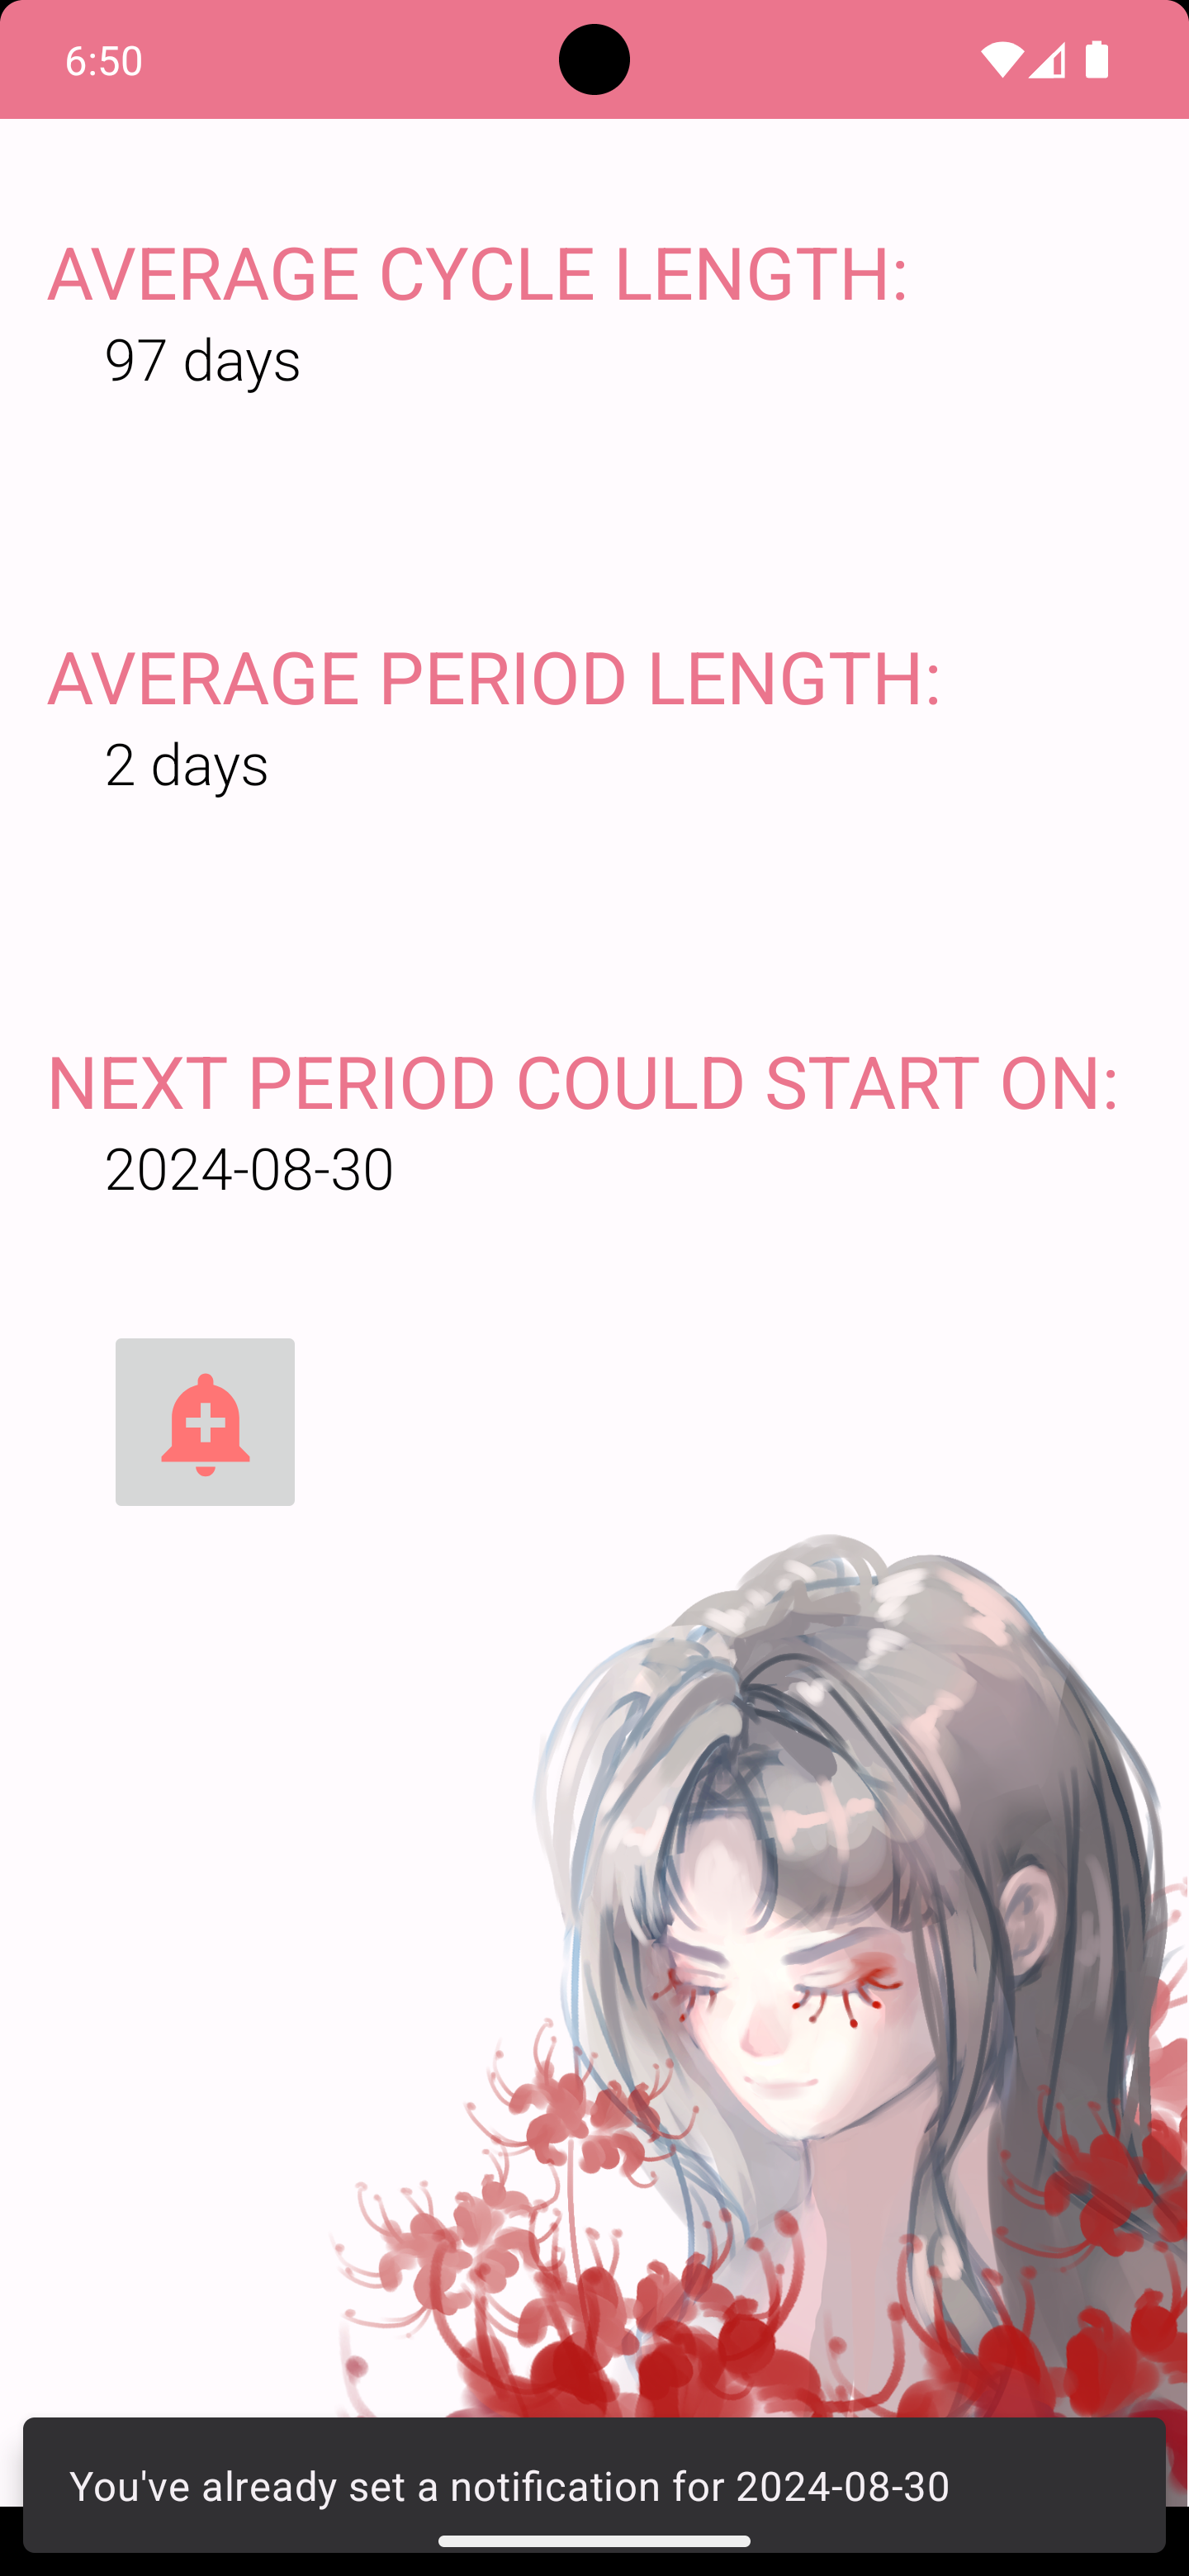 6:50
AVERAGE CYCLE LENGTH:
97 days
AVERAGE PERIOD LENGTH:
2 days
NEXT PERIOD COULD START ON:
2024-08-30
You've already set a notification for 2024-08-30